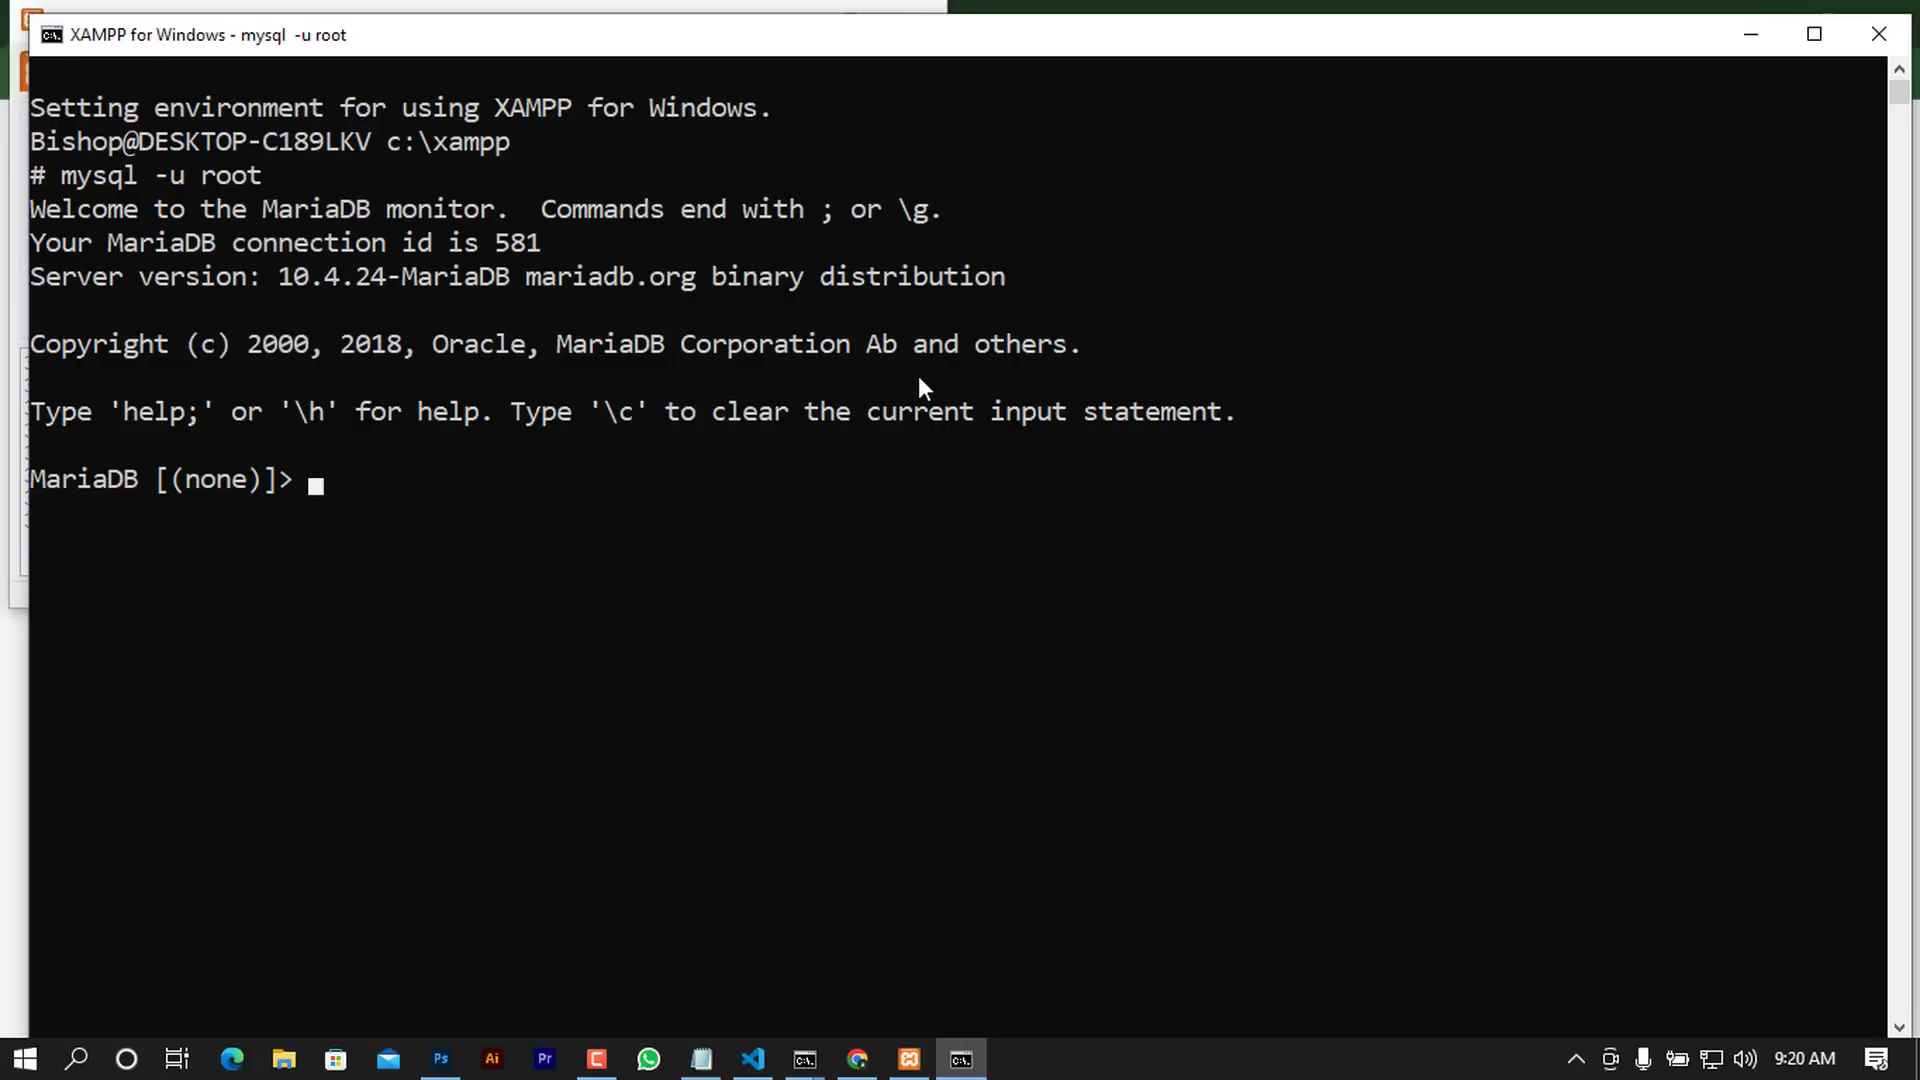 XAMPP for Windows - mysql  -u root
Setting environment for using XAMPP for Windows.
Bishop@DESKTOP-C189LKV c:\xampp
# mysql -u root
Welcome to the MariaDB monitor.  Commands end with ; or \g.
Your MariaDB connection id is 581
Server version: 10.4.24-MariaDB mariadb.org binary distribution
Copyright (c) 2000, 2018, Oracle, MariaDB Corporation Ab and others.
Type 'help;' or '\h' for help. Type '\c' to clear the current input statement.
MariaDB [(none)]>
Ps Ai Pr 9:20 AM